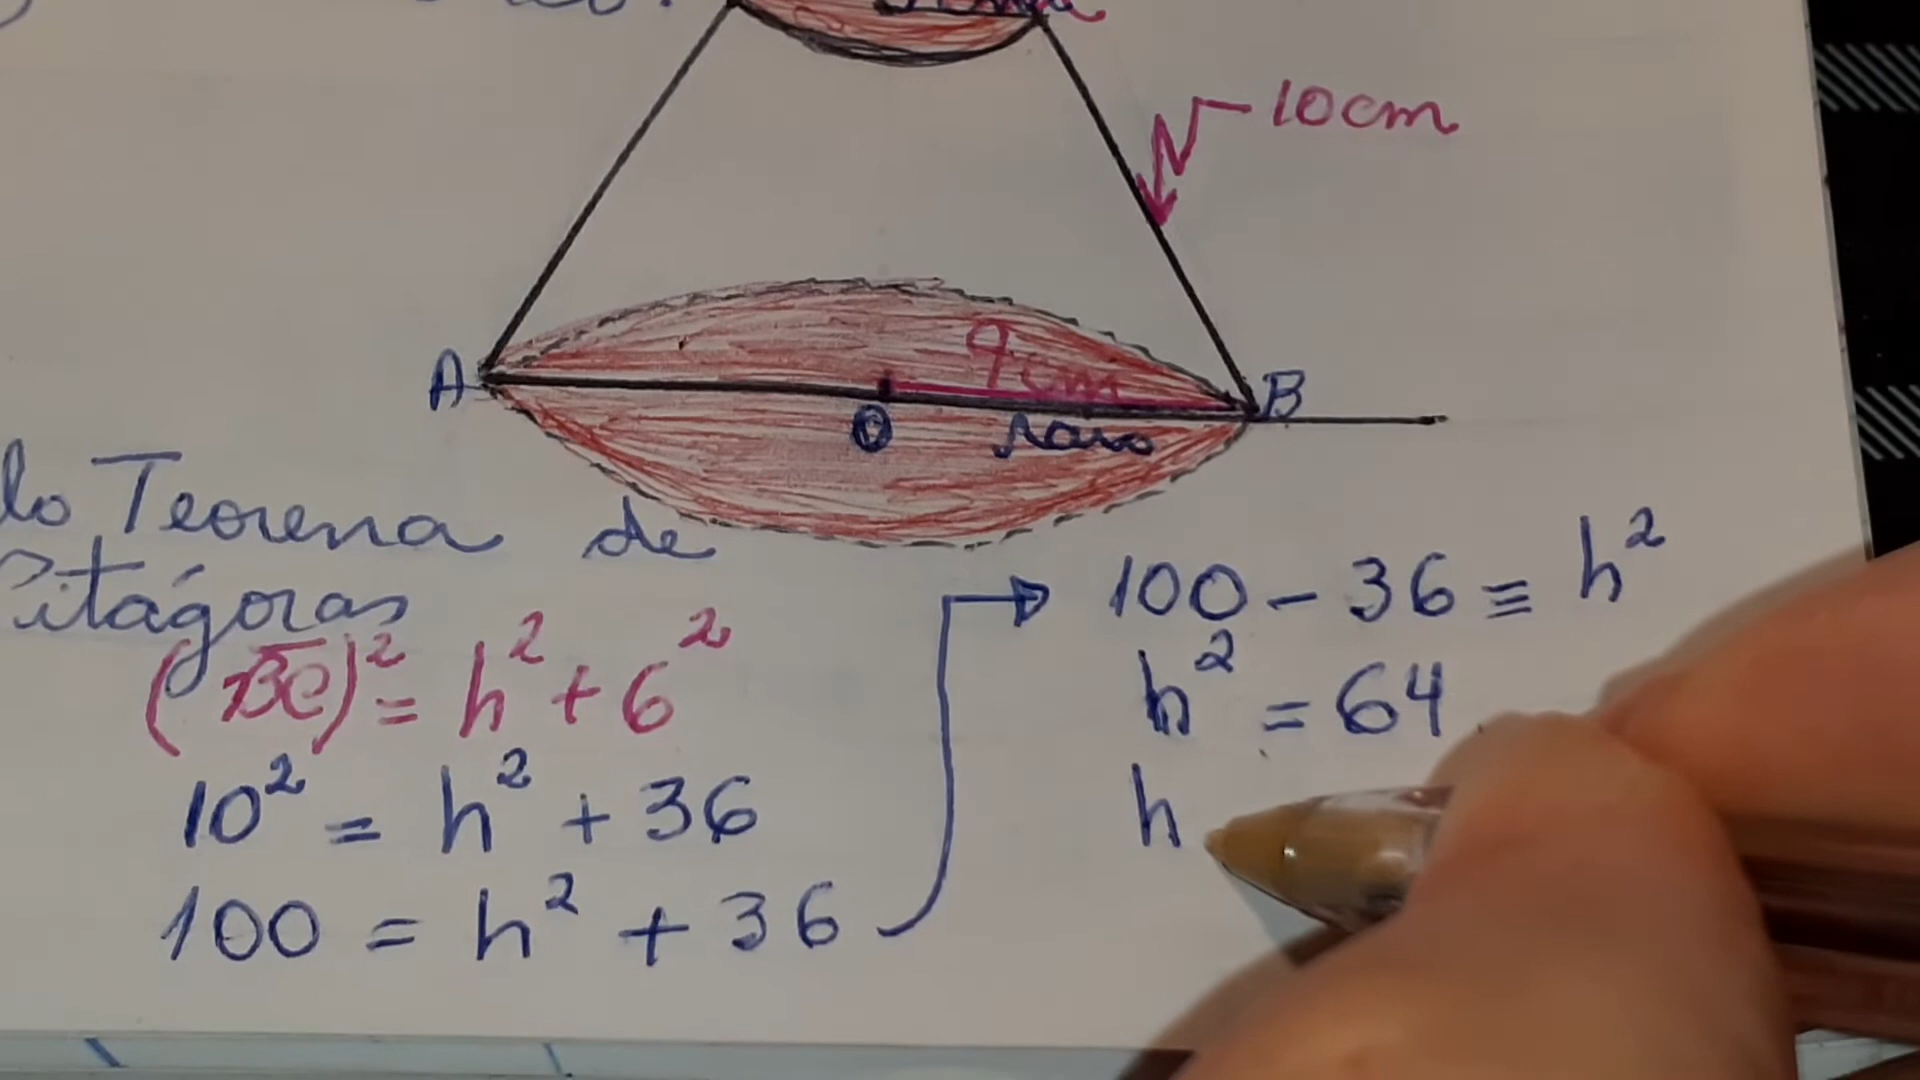 10cm
9cm
A
O
raio
B
lo Teorema de
Pitágoras
(BC)² = h² + 6²
10² = h² + 36
100 = h² + 36
100 - 36 = h²
h² = 64
h